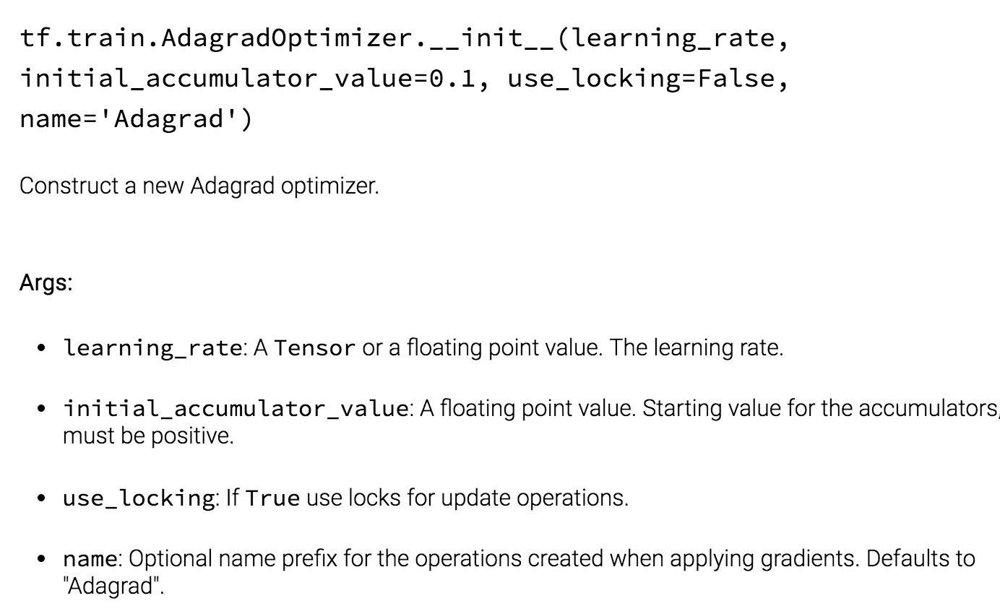 tf.train.AdagradOptimizer.__init__(learning_rate,
initial_accumulator_value=0.1, use_locking=False,
name='Adagrad')
Construct a new Adagrad optimizer.
Args:
• learning_rate: A Tensor or a floating point value. The learning rate.
• initial_accumulator_value: A floating point value. Starting value for the accumulators,
must be positive.
• use_locking: If True use locks for update operations.
• name: Optional name prefix for the operations created when applying gradients. Defaults to
"Adagrad".